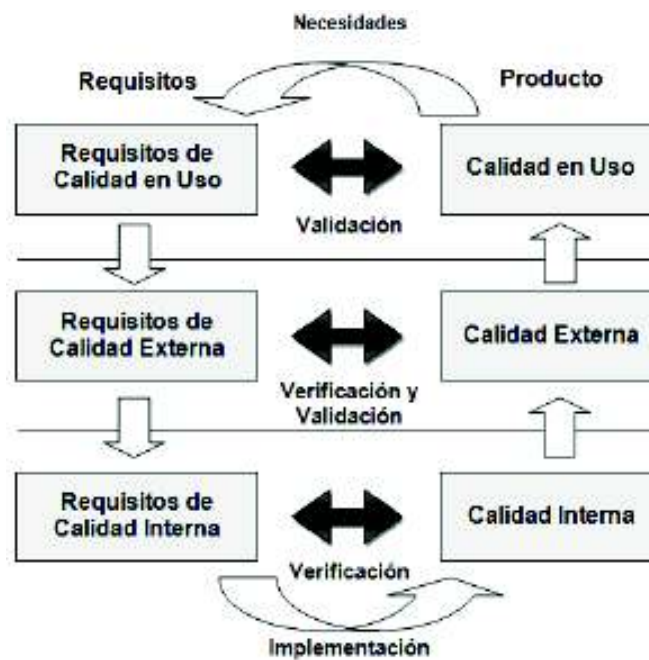 Necesidades
Requisitos
Producto
Requisitos de
Calidad en Uso
Calidad en Uso
Validación
Requisitos de
Calidad Externa
Calidad Externa
Verificación y
Validación
Requisitos de
Calidad Interna
Calidad Interna
Verificación
Implementación